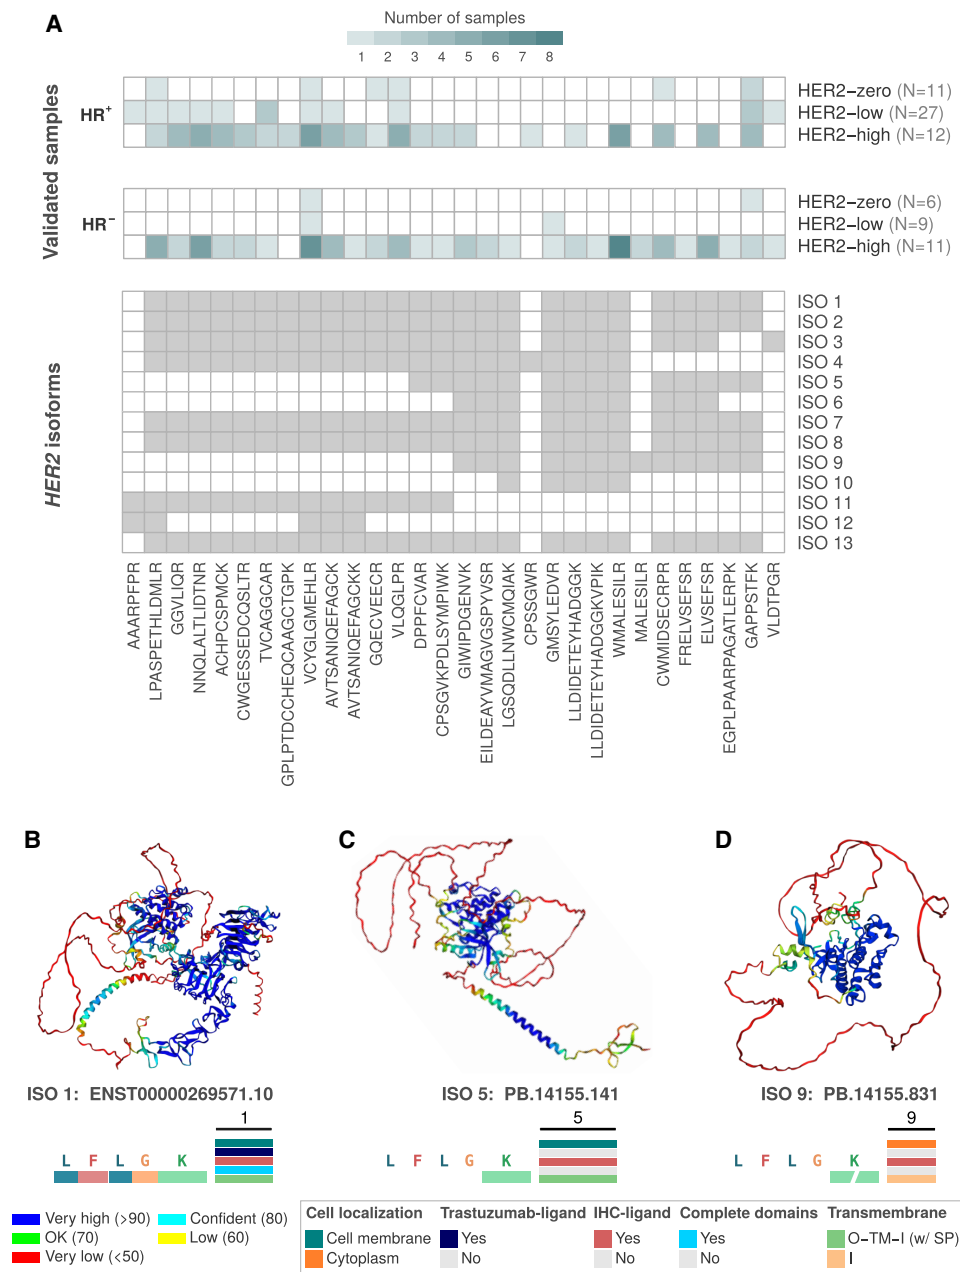 A
Number of samples
1 2 3 4 5 6 7 8
Validated samples
HR+
HER2−zero (N=11)
HER2−low (N=27)
HER2−high (N=12)
HR−
HER2−zero (N=6)
HER2−low (N=9)
HER2−high (N=11)
HER2 isoforms
ISO 1
ISO 2
ISO 3
ISO 4
ISO 5
ISO 6
ISO 7
ISO 8
ISO 9
ISO 10
ISO 11
ISO 12
ISO 13
AAARPFPR
LPASPETHLDMLR
GGVLIQR
NNQLALTLIDTNR
ACHPCSPMCK
CWGESSEDCQSLTR
TVCAGGCAR
GPLPTDCCHEQCAAGCTGPK
VCYGLGMEHLR
AVTSANIQEFAGCK
AVTSANIQEFAGCKK
GQECVEECR
VLQGLPR
DPPFCVAR
CPSGVKPDLSYMPIWK
GIWIPDGENVK
EILDEAYVMAGVGSPYVSR
LGSQDLLNWCMQIAK
CPSSGWR
GMSYLEDVR
LLDIDETEYHADGGK
LLDIDETEYHADGGKVPIK
WMALESILR
MALESILR
CWMIDSECRPR
FRELVSEFSR
ELVSEFSR
EGPLPAARPAGATLERPK
GAPPSTFK
VLDTPGR
B
C
D
ISO 1: ENST00000269571.10
ISO 5: PB.14155.141
ISO 9: PB.14155.831
1
L F L G K
5
L F L G K
9
L F L G K
Very high (>90)
Confident (80)
OK (70)
Low (60)
Very low (<50)
Cell localization
Cell membrane
Cytoplasm
Trastuzumab−ligand
Yes
No
IHC−ligand
Yes
No
Complete domains
Yes
No
Transmembrane
O−TM−I (w/ SP)
I